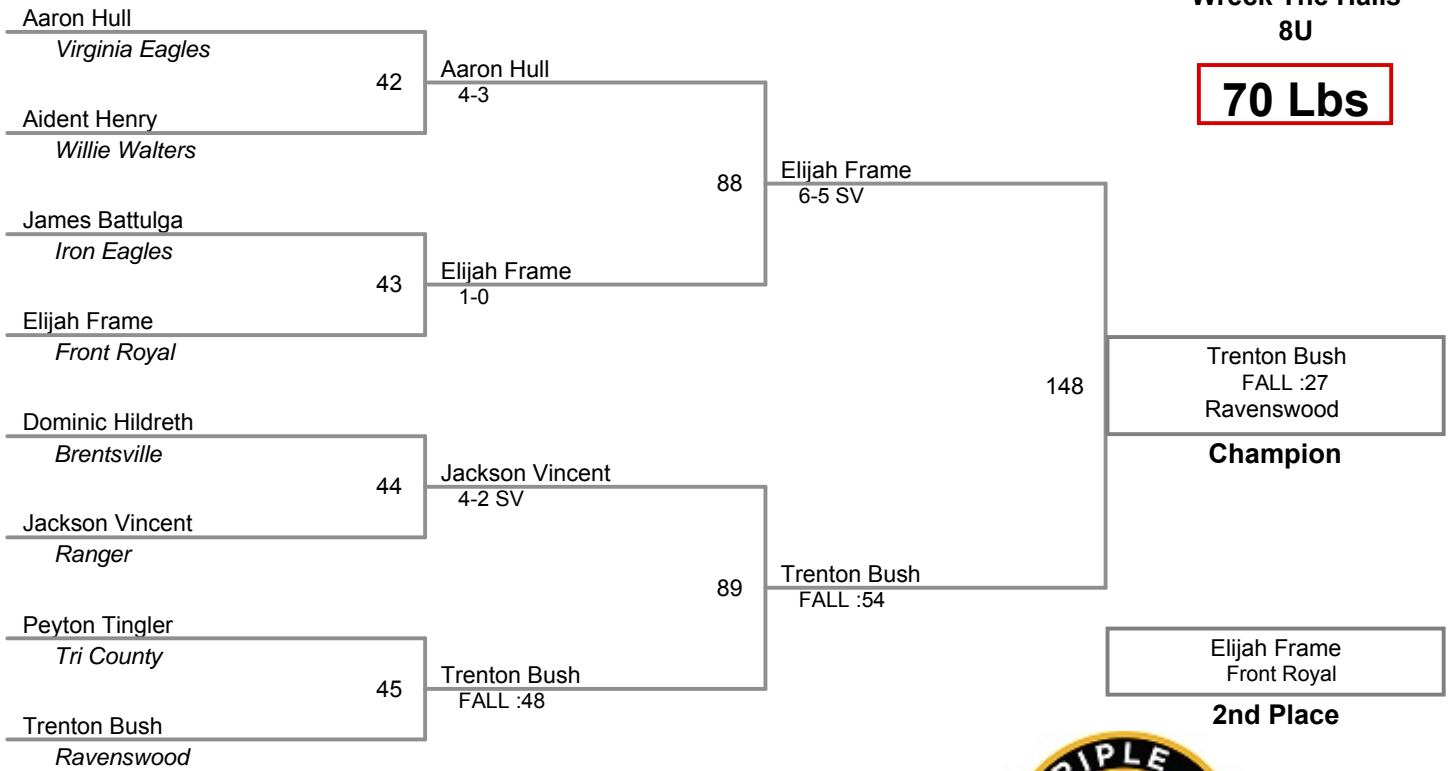 Wreck The Halls
8U
70 Lbs
Aaron Hull
Virginia Eagles
42
Aident Henry
Willie Walters
Aaron Hull
4-3
James Battulga
Iron Eagles
43
Elijah Frame
Front Royal
Elijah Frame
1-0
88
Elijah Frame
6-5 SV
Dominic Hildreth
Brentsville
44
Jackson Vincent
Ranger
Jackson Vincent
4-2 SV
Peyton Tingler
Tri County
45
Trenton Bush
Ravenswood
Trenton Bush
FALL :48
89
Trenton Bush
FALL :54
148
Trenton Bush
FALL :27
Ravenswood
Champion
Elijah Frame
Front Royal
2nd Place
RIPLE